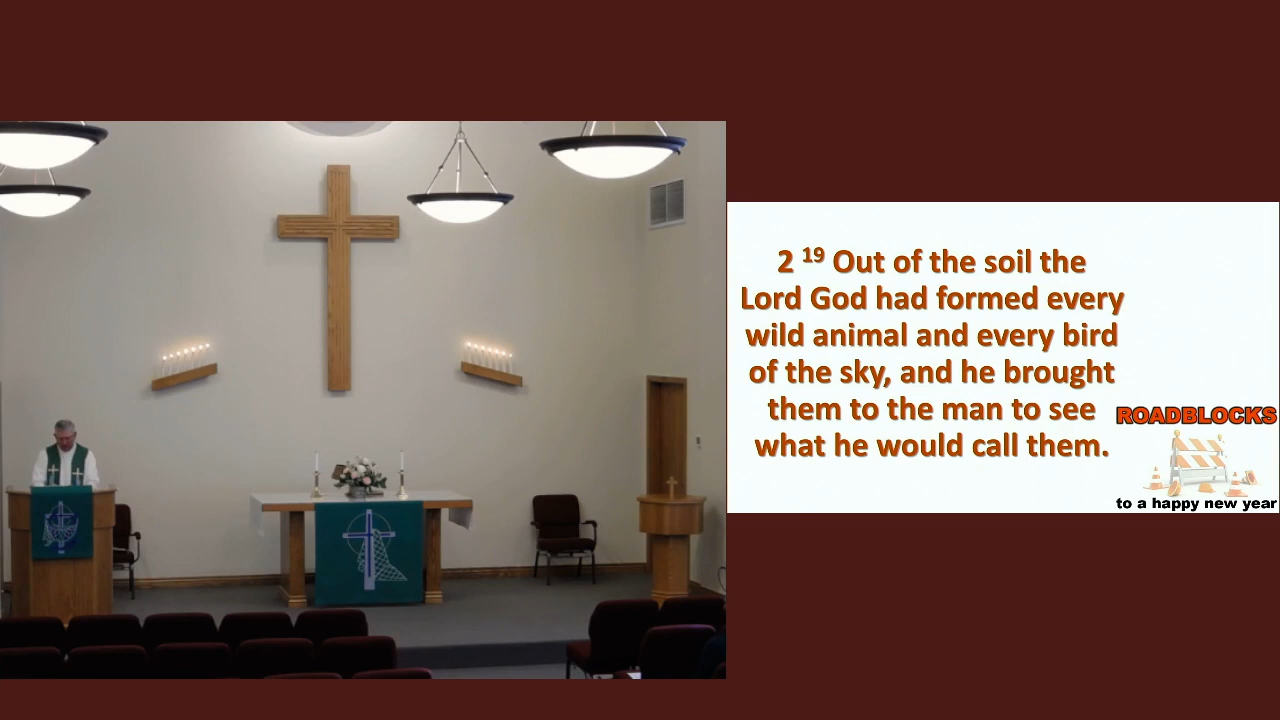 2 19 Out of the soil the
Lord God had formed every
wild animal and every bird
of the sky, and he brought
them to the man to see
what he would call them.
ROADBLOCKS
to a happy new year